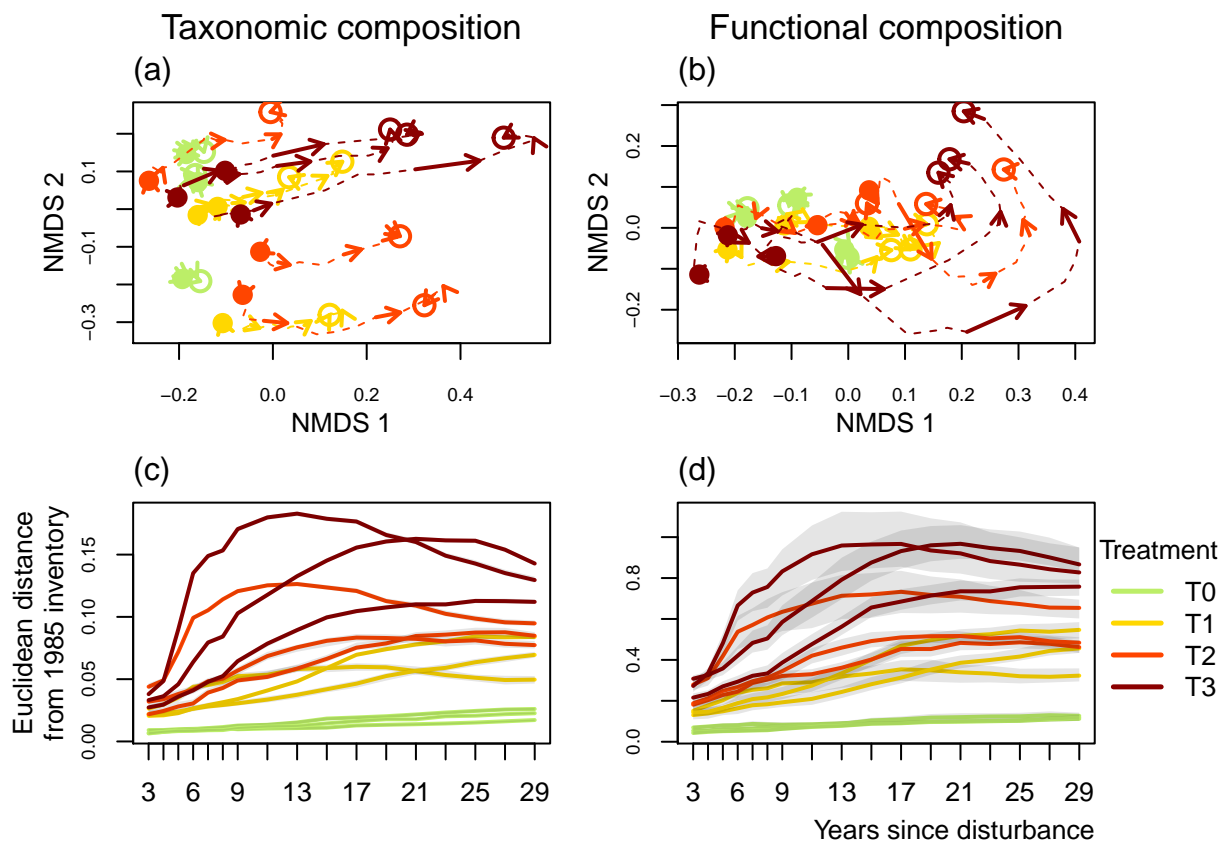 Taxonomic composition
Functional composition
(a)
(b)
NMDS 2
0.1
−0.1
−0.3
−0.2
0.0
0.2
0.4
NMDS 1
NMDS 2
0.2
0.0
−0.2
−0.3
−0.2
−0.1
0.0
0.1
0.2
0.3
0.4
NMDS 1
(c)
(d)
Euclidean distance
from 1985 inventory
0.15
0.10
0.05
0.00
3
6
9
13
17
21
25
29
0.8
0.4
0.0
3
6
9
13
17
21
25
29
Years since disturbance
Treatment
T0
T1
T2
T3